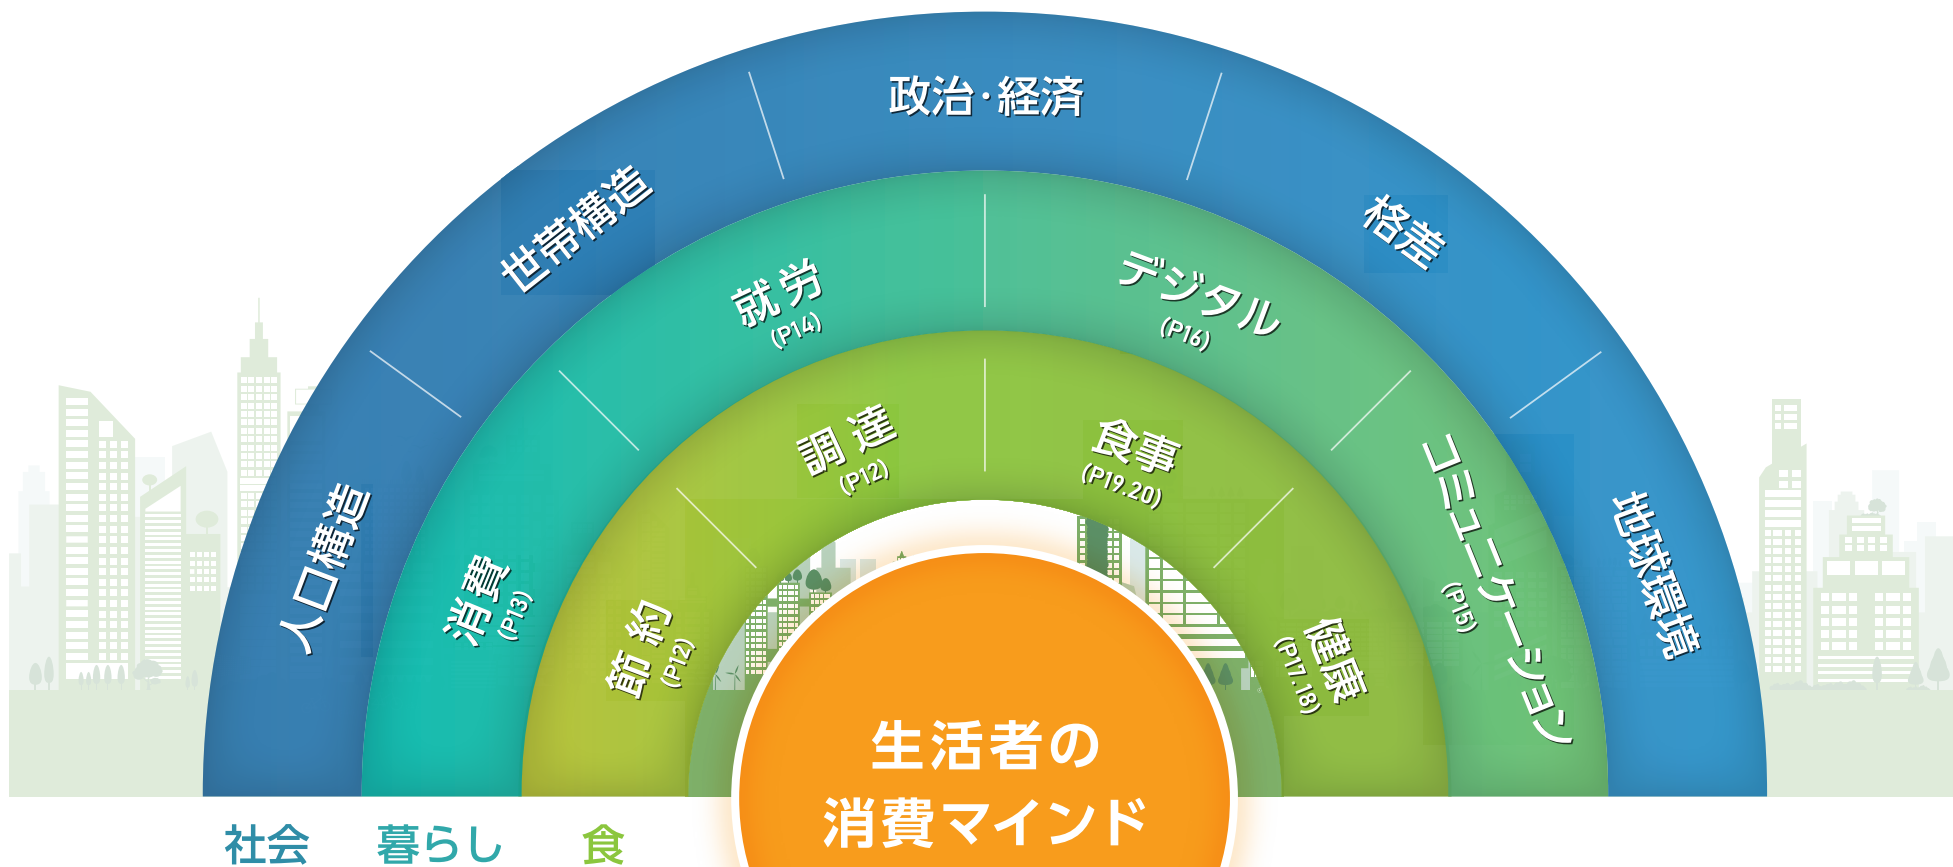 政治・経済
世帯構造
格差
人口構造
地球環境
就労
(P14)
デジタル
(P16)
消費
(P13)
コミュニケーション
(P15)
調達
(P12)
食事
(P19.20)
節約
(P12)
健康
(P17.18)
生活者の
消費マインド
社会
暮らし
食